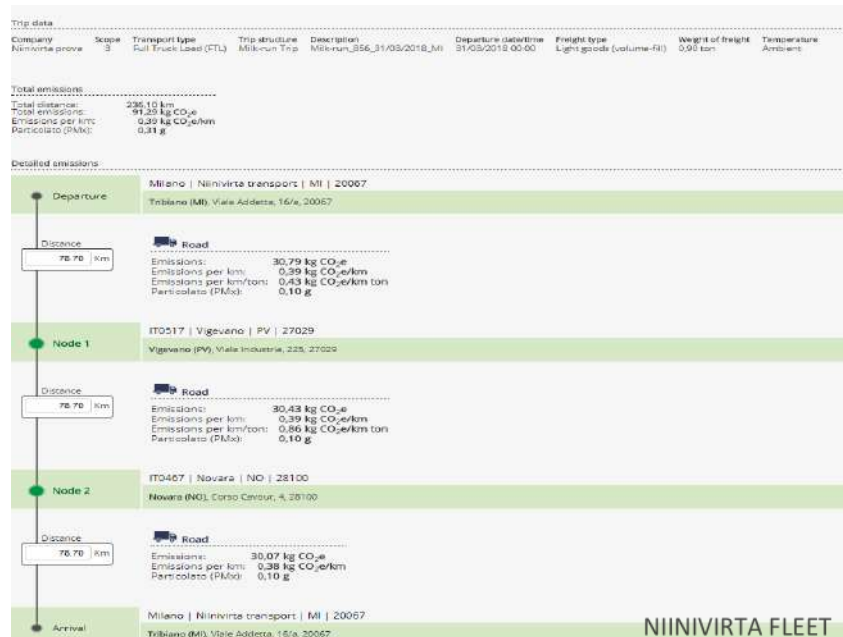 Trip data
Company Scope Transport type Trip structure Description Departure date/time Freight type Weight of freight Temperature
Niinivirta prove 3 Full Truck Load (FTL) Milk-run Trip Milk-run_856_31/03/2018_MI 31/03/2018 00:00 Light goods (volume-fill) 0,90 ton Ambient
Total emissions
Total distance: 236,10 km
Total emissions: 91,29 kg CO2e
Emissions per km: 0,39 kg CO2e/km
Particolato (PMx): 0,31 g
Detailed emissions
Milano | Niinivirta transport | MI | 20067
Departure
Tribiano (MI), Viale Addetta, 16/a, 20067
Distance Road
78.70 Km
Emissions: 30,79 kg CO2e
Emissions per km: 0,39 kg CO2e/km
Emissions per km/ton: 0,43 kg CO2e/km ton
Particolato (PMx): 0,10 g
IT0517 | Vigevano | PV | 27029
Node 1
Vigevano (PV), Viale Industria, 225, 27029
Distance Road
78.70 Km
Emissions: 30,43 kg CO2e
Emissions per km: 0,39 kg CO2e/km
Emissions per km/ton: 0,86 kg CO2e/km ton
Particolato (PMx): 0,10 g
IT0467 | Novara | NO | 28100
Node 2
Novara (NO), Corso Cavour, 4, 28100
Distance Road
78.70 Km
Emissions: 30,07 kg CO2e
Emissions per km: 0,38 kg CO2e/km
Particolato (PMx): 0,10 g
Milano | Niinivirta transport | MI | 20067
Arrival
Tribiano (MI), Viale Addetta, 16/a, 20067
NIINIVIRTA FLEET